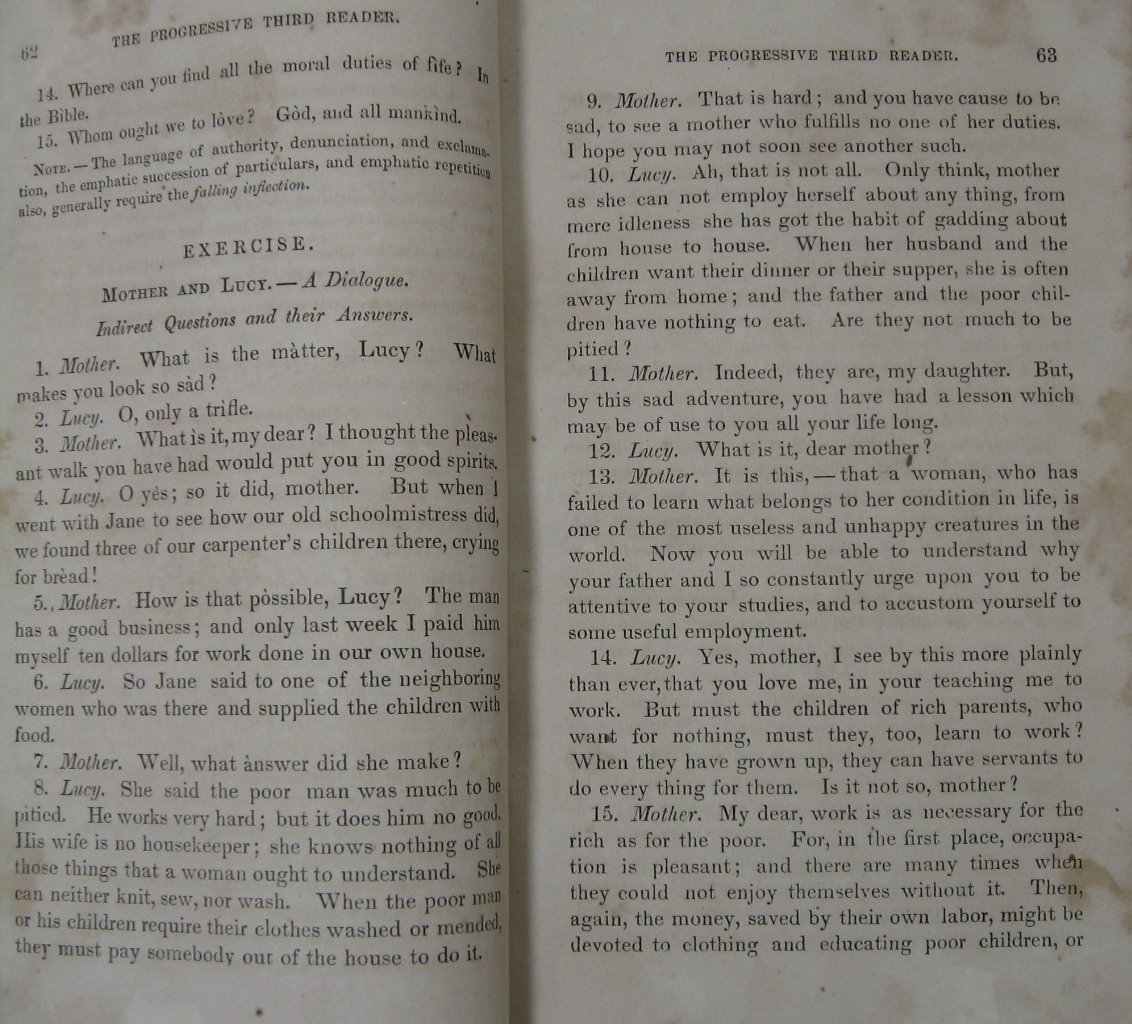 62
THE PROGRESSIVE THIRD READER.
14. Where can you find all the moral duties of life? In
the Bible.
15. Whom ought we to lòve? Gòd, and all mankìnd.
NOTE.—The language of authority, denunciation, and exclama-
tion, the emphatic succession of particulars, and emphatic repetition
also, generally require the falling inflection.
EXERCISE.
MOTHER AND LUCY.—A Dialogue.
Indirect Questions and their Answers.
1. Mother. What is the màtter, Lucy? What
makes you look so sàd?
2. Lucy. O, only a trìfle.
3. Mother. What is it, my dear? I thought the pleas-
ant walk you have had would put you in good spirits.
4. Lucy. O yès; so it did, mother. But when I
went with Jane to see how our old schoolmistress did,
we found three of our carpenter's children there, crying
for brèad!
5. Mother. How is that pòssible, Lucy? The man
has a good business; and only last week I paid him
myself ten dollars for work done in our own house.
6. Lucy. So Jane said to one of the neighboring
women who was there and supplied the children with
food.
7. Mother. Well, what ànswer did she make?
8. Lucy. She said the poor man was much to be
pitied. He works very hard; but it does him no good.
His wife is no housekeeper; she knows nothing of all
those things that a woman ought to understand. She
can neither knit, sew, nor wash. When the poor man
or his children require their clothes washed or mended,
they must pay somebody out of the house to do it.
THE PROGRESSIVE THIRD READER. 63
9. Mother. That is hard; and you have cause to be
sad, to see a mother who fulfills no one of her duties.
I hope you may not soon see another such.
10. Lucy. Ah, that is not all. Only think, mother
as she can not employ herself about any thing, from
mere idleness she has got the habit of gadding about
from house to house. When her husband and the
children want their dinner or their supper, she is often
away from home; and the father and the poor chil-
dren have nothing to eat. Are they not much to be
pitied?
11. Mother. Indeed, they are, my daughter. But,
by this sad adventure, you have had a lesson which
may be of use to you all your life long.
12. Lucy. What is it, dear mother?
13. Mother. It is this,—that a woman, who has
failed to learn what belongs to her condition in life, is
one of the most useless and unhappy creatures in the
world. Now you will be able to understand why
your father and I so constantly urge upon you to be
attentive to your studies, and to accustom yourself to
some useful employment.
14. Lucy. Yes, mother, I see by this more plainly
than ever, that you love me, in your teaching me to
work. But must the children of rich parents, who
want for nothing, must they, too, learn to work?
When they have grown up, they can have servants to
do every thing for them. Is it not so, mother?
15. Mother. My dear, work is as necessary for the
rich as for the poor. For, in the first place, occupa-
tion is pleasant; and there are many times when
they could not enjoy themselves without it. Then,
again, the money, saved by their own labor, might be
devoted to clothing and educating poor children, or